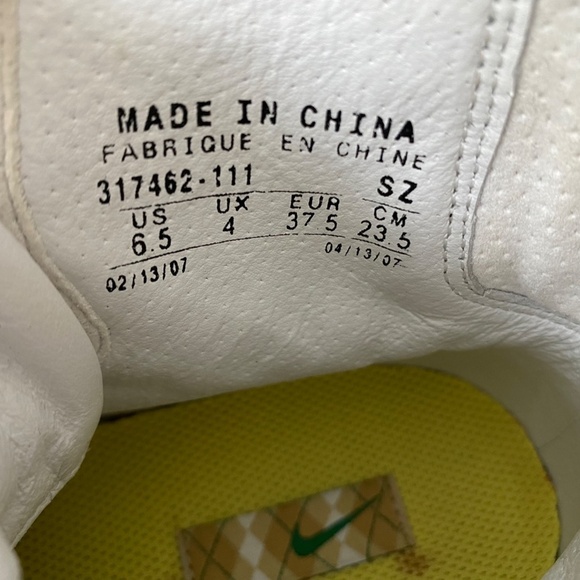 MADE IN CHINA
FABRIQUE EN CHINE
317462-111 SZ
US UK EUR CM
6.5 4 37.5 23.5
02/13/07 04/13/07